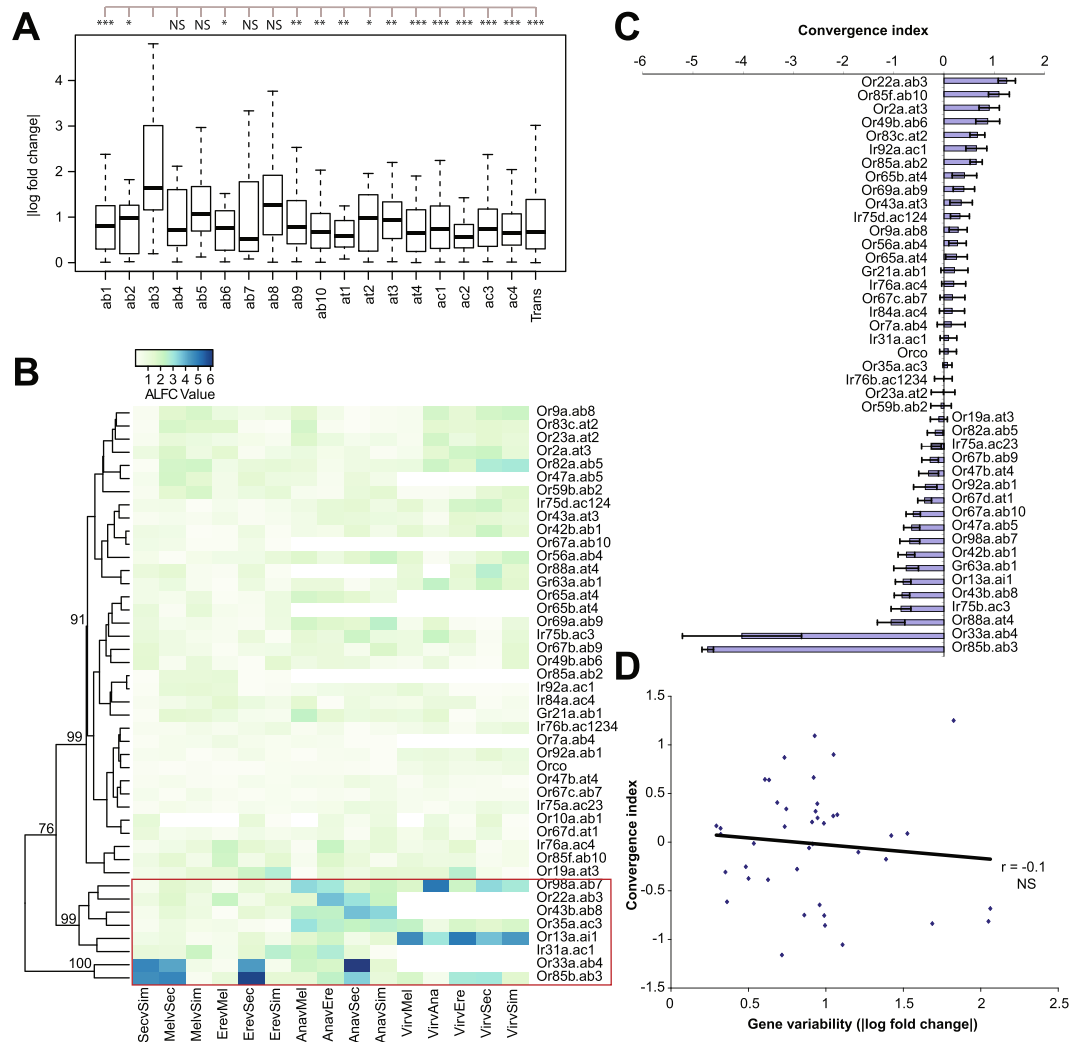 A
*** * NS NS * NS NS ** ** ** * ** *** *** *** *** *** ***
|log fold change|
4
3
2
1
0
ab1 ab2 ab3 ab4 ab5 ab6 ab7 ab8 ab9 ab10 at1 at2 at3 at4 ac1 ac2 ac3 ac4 Trans
B
1 2 3 4 5 6
ALFC Value
Or9a.ab8
Or83c.at2
Or23a.at2
Or2a.at3
Or82a.ab5
Or47a.ab5
Or59b.ab2
Ir75d.ac124
Or43a.at3
Or42b.ab1
Or67a.ab10
Or56a.ab4
Or88a.at4
Gr63a.ab1
Or65a.at4
Or65b.at4
Or69a.ab9
Ir75b.ac3
Or67b.ab9
Or49b.ab6
Or85a.ab2
Ir92a.ac1
Ir84a.ac4
Gr21a.ab1
Ir76b.ac1234
Or7a.ab4
Or92a.ab1
Orco
Or47b.at4
Or67c.ab7
Ir75a.ac23
Or10a.ab1
Or67d.at1
Ir76a.ac4
Or85f.ab10
Or19a.at3
Or98a.ab7
Or22a.ab3
Or43b.ab8
Or35a.ac3
Or13a.ai1
Ir31a.ac1
Or33a.ab4
Or85b.ab3
91
99
76
99
100
SecvSim MelvSec MelvSim ErevMel ErevSec ErevSim AnavMel AnavEre AnavSec AnavSim VirvMel VirvAna VirvEre VirvSec VirvSim
C
Convergence index
-6 -5 -4 -3 -2 -1 0 1 2
Or22a.ab3
Or85f.ab10
Or2a.at3
Or49b.ab6
Or83c.at2
Ir92a.ac1
Or85a.ab2
Or65b.at4
Or69a.ab9
Or43a.at3
Ir75d.ac124
Or9a.ab8
Or56a.ab4
Or65a.at4
Gr21a.ab1
Ir76a.ac4
Or67c.ab7
Ir84a.ac4
Or7a.ab4
Ir31a.ac1
Orco
Or35a.ac3
Ir76b.ac1234
Or23a.at2
Or59b.ab2
Or19a.at3
Or82a.ab5
Ir75a.ac23
Or67b.ab9
Or47b.at4
Or92a.ab1
Or67d.at1
Or67a.ab10
Or47a.ab5
Or98a.ab7
Or42b.ab1
Gr63a.ab1
Or13a.ai1
Or43b.ab8
Ir75b.ac3
Or88a.at4
Or33a.ab4
Or85b.ab3
D
Convergence index
1.5
1
0.5
0
-0.5
-1
-1.5
r = -0.1
NS
0 0.5 1 1.5 2 2.5
Gene variability (|log fold change|)